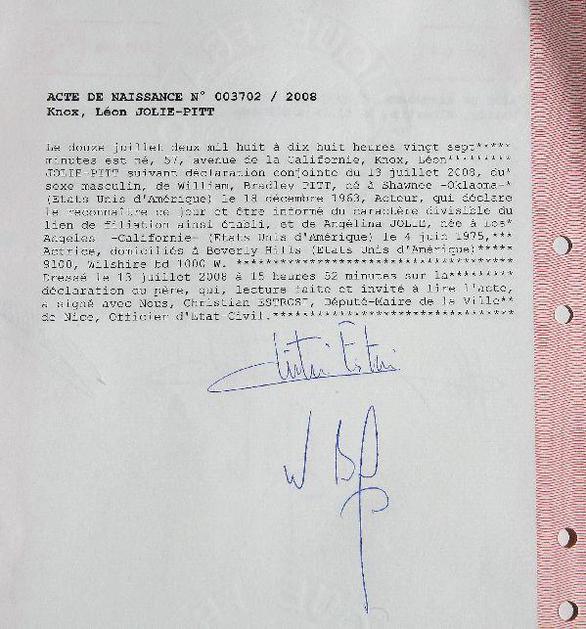 ACTE DE NAISSANCE N° 003702 / 2008
Knox, Léon JOLIE-PITT
Le douze juillet deux mil huit à dix huit heures vingt sept*****
minutes est né, 57, avenue de la Californie, Knox, Léon*********
JOLIE-PITT suivant déclaration conjointe du 13 juillet 2008, du*
sexe masculin, de William, Bradley PITT, né à Shawnee -Oklaoma-*
(Etats Unis d'Amérique) le 18 décembre 1963, Acteur, qui déclare
le reconnaître ce jour et être informé du caractère divisible du
lien de filiation ainsi établi, et de Angélina JOLIE, née à Los*
Angeles -Californie- (Etats Unis d'Amérique) le 4 juin 1975,****
Actrice, domiciliés à Beverly Hills (Etats Unis d'Amérique)*****
9100, Wilshire bd 1000 W. **************************************
Dressé le 13 juillet 2008 à 15 heures 52 minutes sur la*********
déclaration du père, qui, lecture faite et invité à lire l'acte,
a signé avec Nous, Christian ESTROSI, Député-Maire de la Ville**
de Nice, Officier d'Etat Civil.*********************************